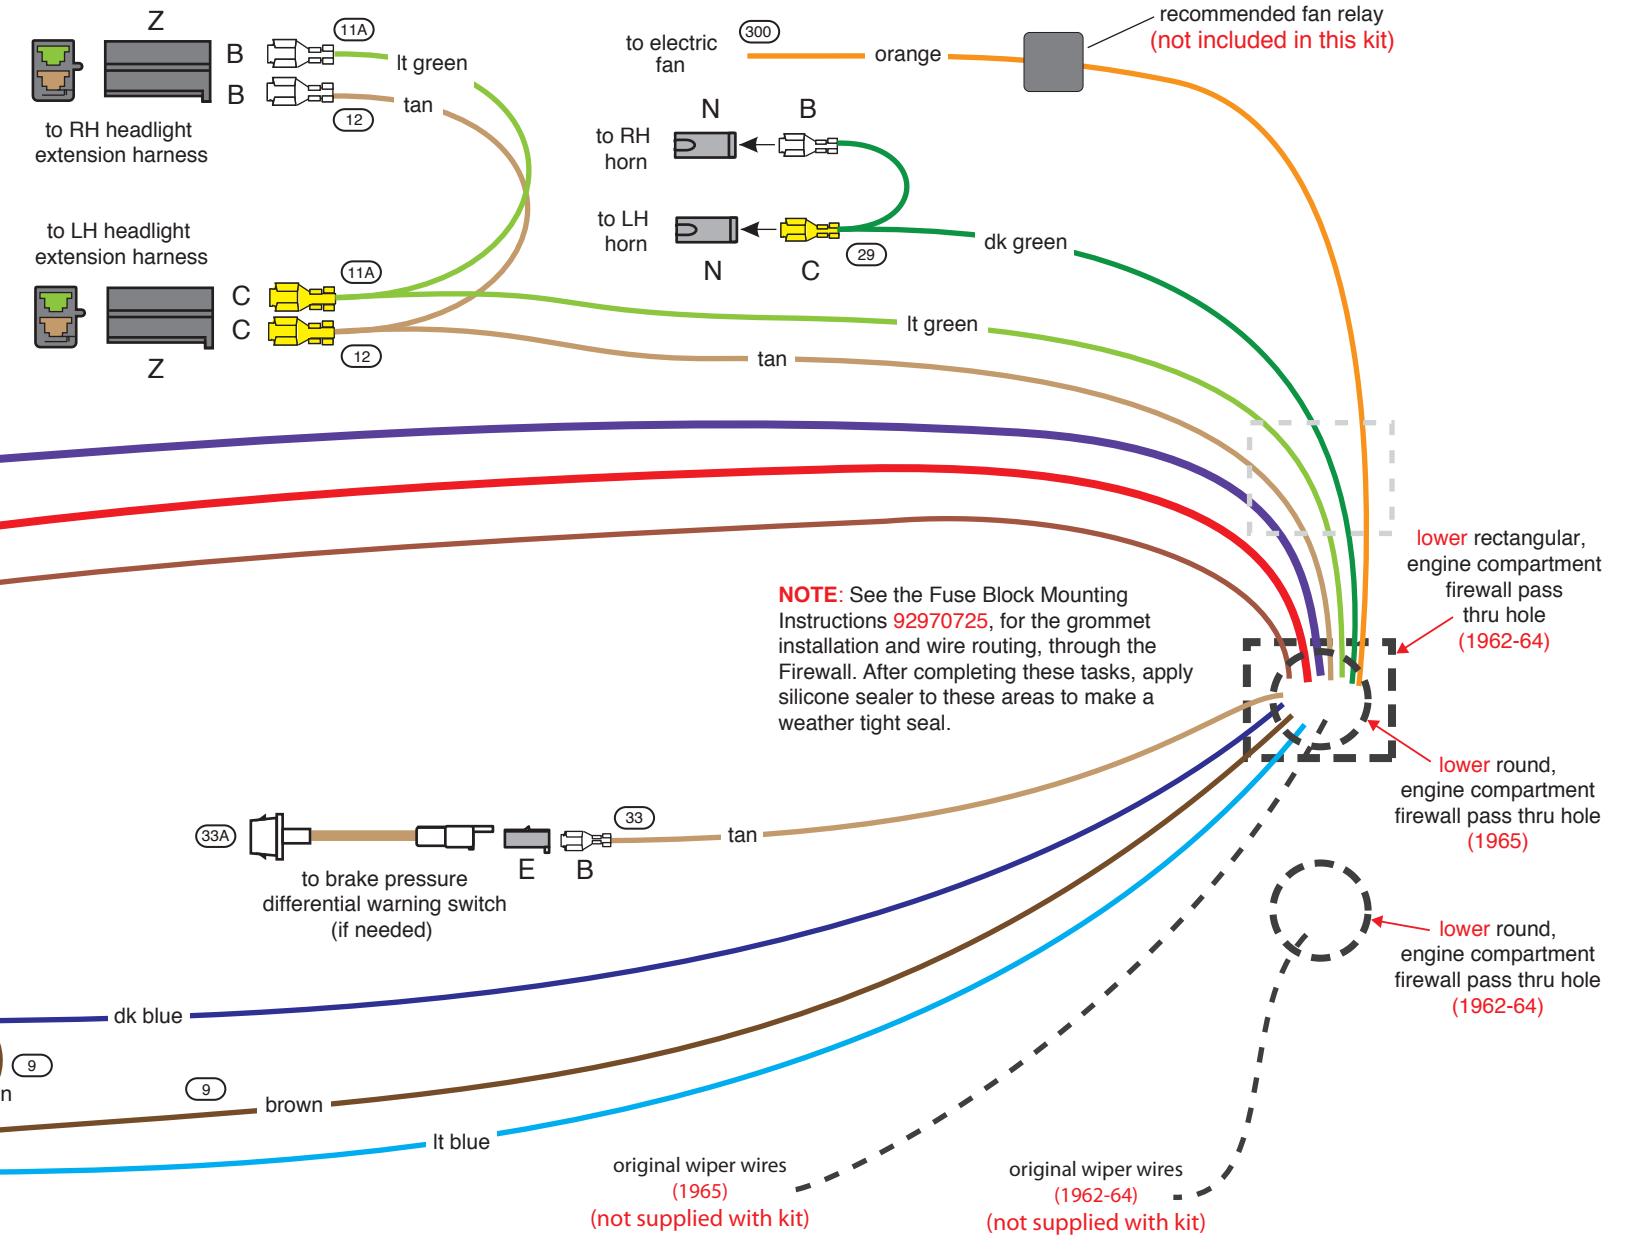 Z
B
11A
lt green
B
tan
12
to RH headlight
extension harness
to LH headlight
extension harness
11A
C
C
12
Z
to electric
fan
300
orange
recommended fan relay
(not included in this kit)
N
B
to RH
horn
to LH
horn
29
N
C
dk green
lt green
tan
NOTE: See the Fuse Block Mounting
Instructions 92970725, for the grommet
installation and wire routing, through the
Firewall. After completing these tasks, apply
silicone sealer to these areas to make a
weather tight seal.
lower rectangular,
engine compartment
firewall pass
thru hole
(1962-64)
lower round,
engine compartment
firewall pass thru hole
(1965)
lower round,
engine compartment
firewall pass thru hole
(1962-64)
33A
33
tan
E
B
to brake pressure
differential warning switch
(if needed)
dk blue
9
n
9
brown
lt blue
original wiper wires
(1965)
(not supplied with kit)
original wiper wires
(1962-64)
(not supplied with kit)